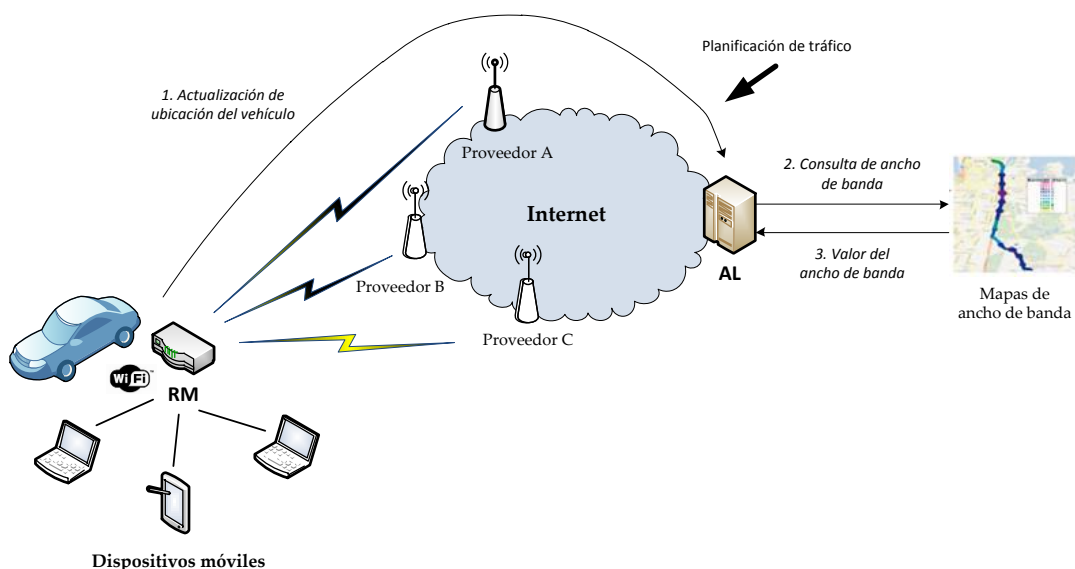 Planificación de tráfico
1. Actualización de
ubicación del vehículo
Proveedor A
2. Consulta de ancho
de banda
Internet
AL
3. Valor del
ancho de banda
Proveedor B
Mapas de
ancho de banda
Proveedor C
WiFi
RM
Dispositivos móviles